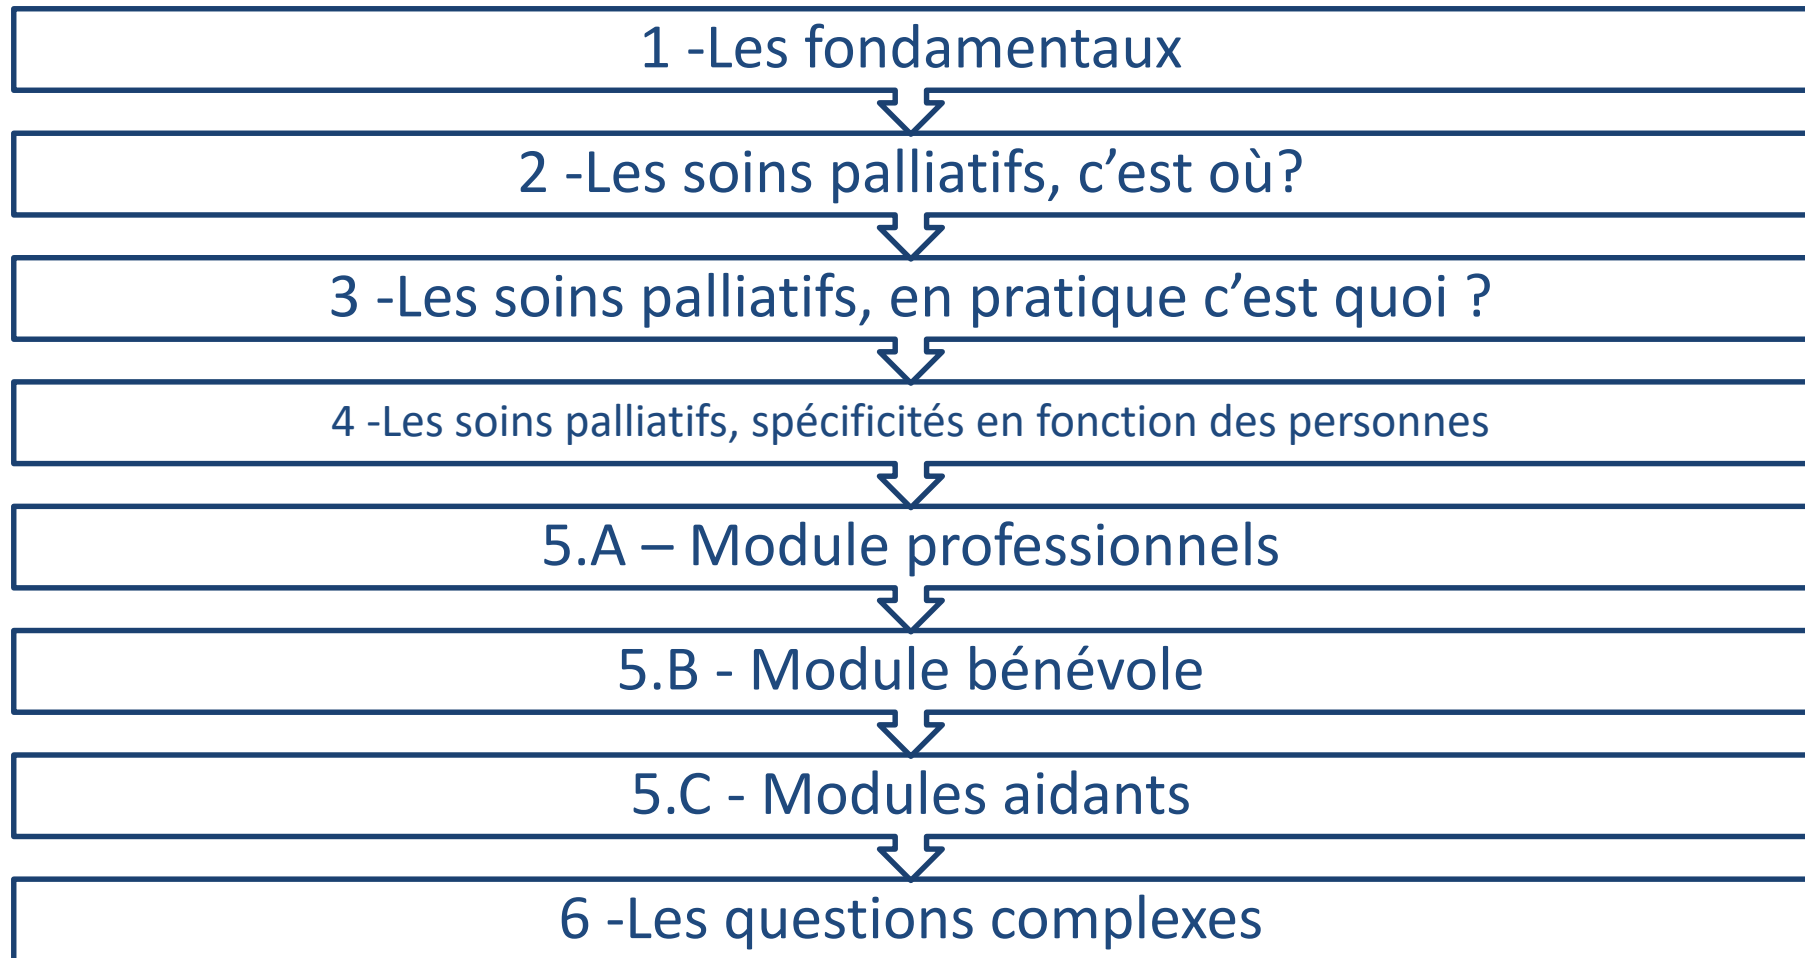 1 -Les fondamentaux
2 -Les soins palliatifs, c’est où?
3 -Les soins palliatifs, en pratique c’est quoi ?
4 -Les soins palliatifs, spécificités en fonction des personnes
5.A – Module professionnels
5.B - Module bénévole
5.C - Modules aidants
6 -Les questions complexes